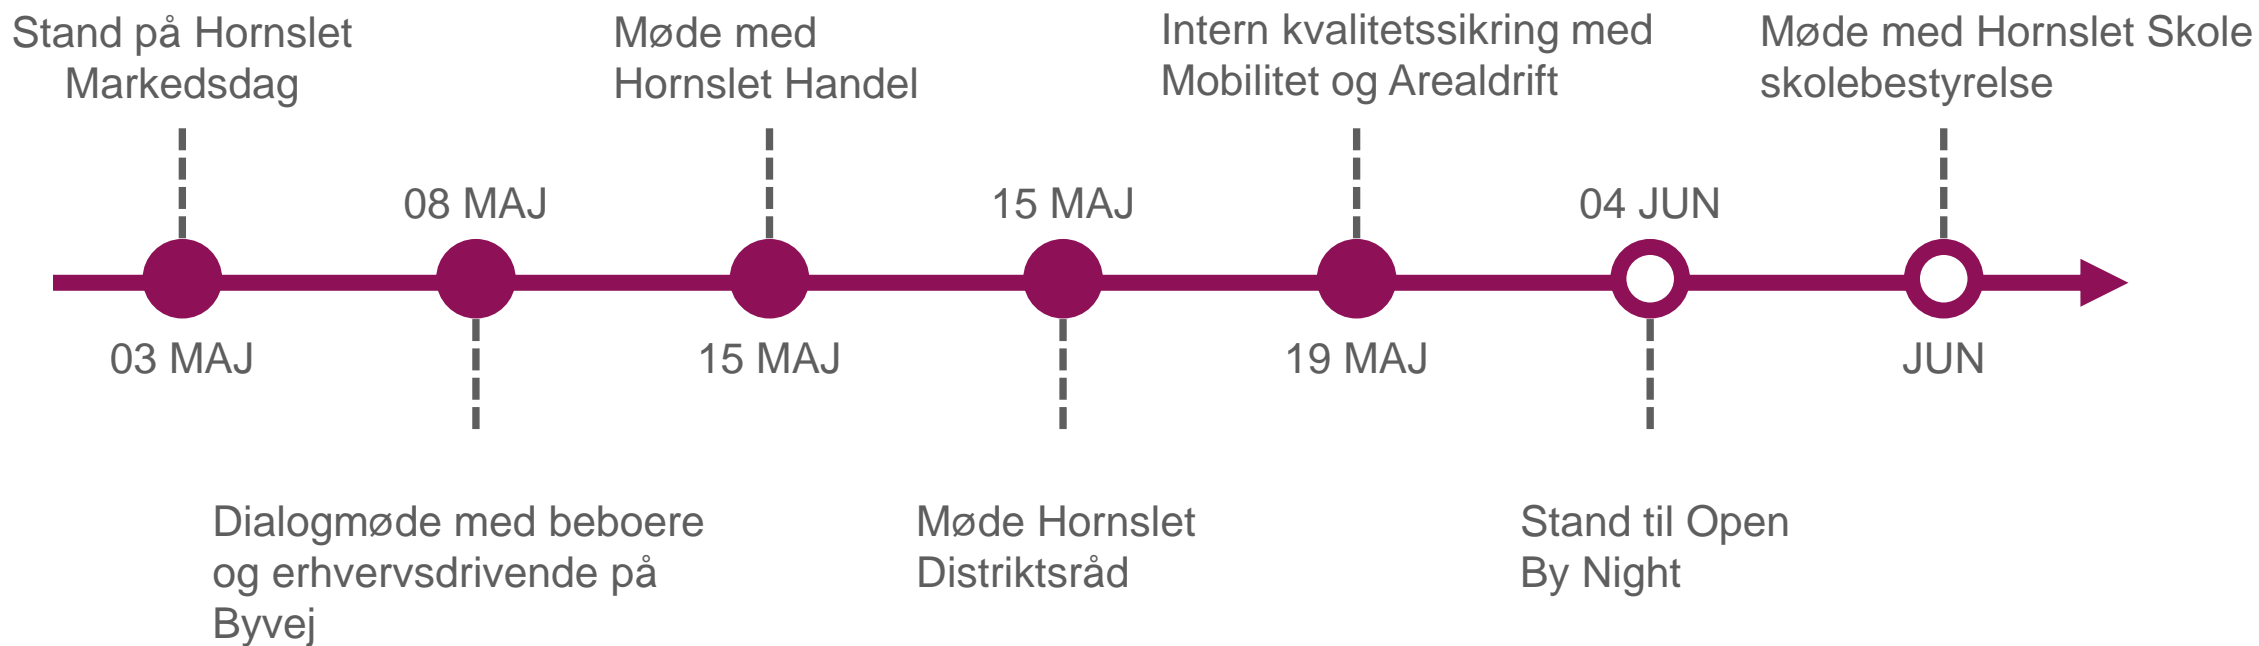 Stand på Hornslet
Markedsdag
03 MAJ
08 MAJ
Dialogmøde med beboere
og erhvervsdrivende på
Byvej
Møde med
Hornslet Handel
15 MAJ
15 MAJ
Møde Hornslet
Distriktsråd
Intern kvalitetssikring med
Mobilitet og Arealdrift
19 MAJ
04 JUN
Stand til Open
By Night
Møde med Hornslet Skole
skolebestyrelse
JUN